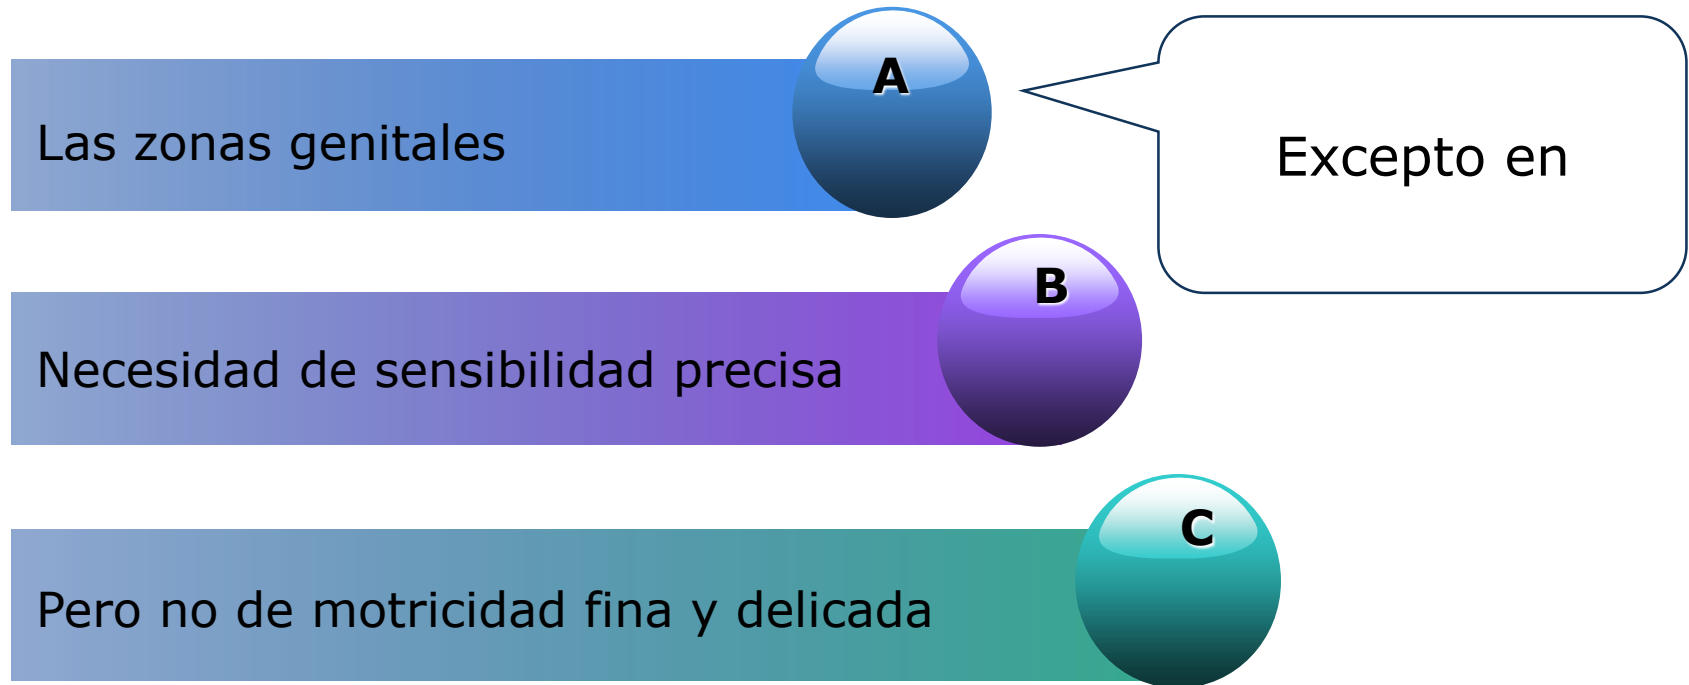 A
Las zonas genitales
Excepto en
B
Necesidad de sensibilidad precisa
C
Pero no de motricidad fina y delicada